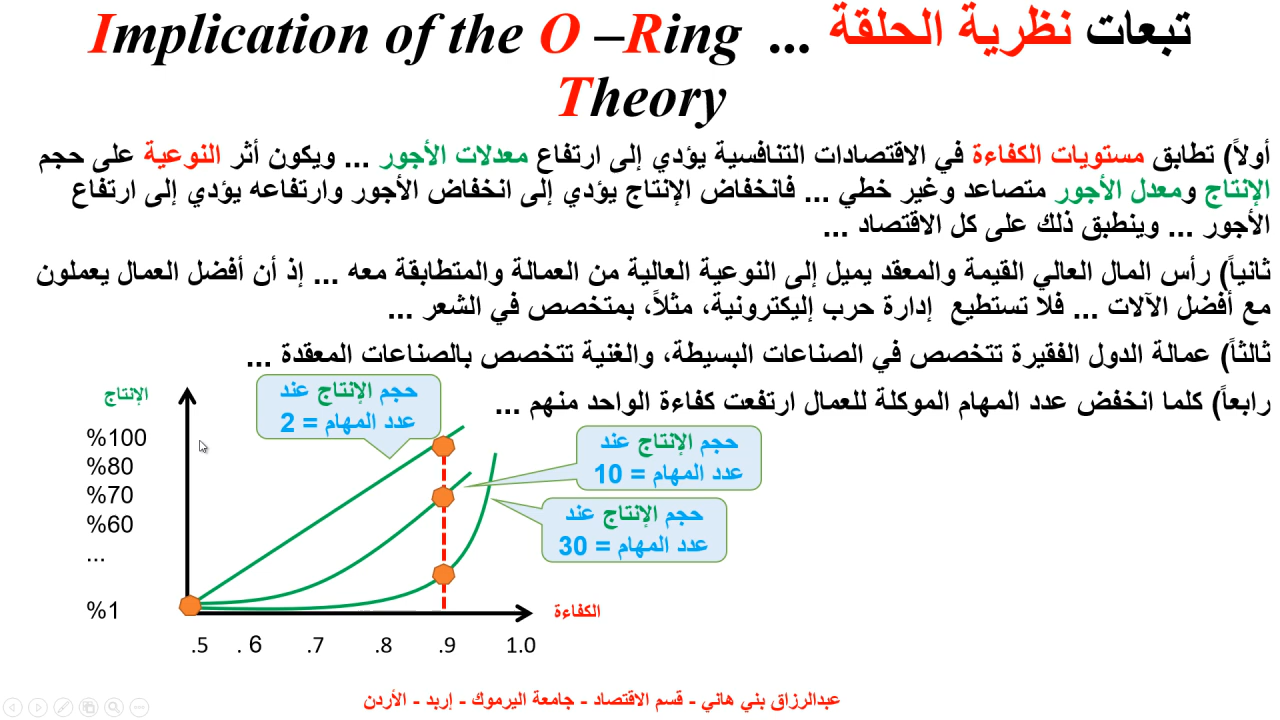 تبعات نظرية الحلقة ... Implication of the O –Ring
Theory
أولاً) تطابق مستويات الكفاءة في الاقتصادات التنافسية يؤدي إلى ارتفاع معدلات الأجور ... ويكون أثر النوعية على حجم
الإنتاج ومعدل الأجور متصاعد وغير خطي ... فانخفاض الإنتاج يؤدي إلى انخفاض الأجور وارتفاعه يؤدي إلى ارتفاع
الأجور ... وينطبق ذلك على كل الاقتصاد ...
ثانياً) رأس المال العالي القيمة والمعقد يميل إلى النوعية العالية من العمالة والمتطابقة معه ... إذ أن أفضل العمال يعملون
مع أفضل الآلات ... فلا تستطيع إدارة حرب إليكترونية، مثلاً، بمتخصص في الشعر ...
ثالثاً) عمالة الدول الفقيرة تتخصص في الصناعات البسيطة، والغنية تتخصص بالصناعات المعقدة ...
رابعاً) كلما انخفض عدد المهام الموكلة للعمال ارتفعت كفاءة الواحد منهم ...
حجم الإنتاج عند
عدد المهام = 2
حجم الإنتاج عند
عدد المهام = 10
حجم الإنتاج عند
عدد المهام = 30
الإنتاج
%100
%80
%70
%60
...
%1
الكفاءة
.5 . 6 .7 .8 .9 1.0
عبدالرزاق بني هاني - قسم الاقتصاد - جامعة اليرموك - إربد - الأردن